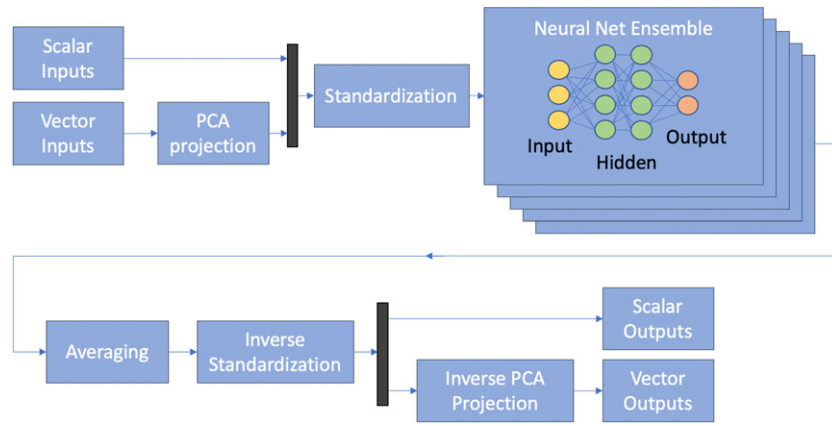 Scalar
Inputs
Vector
Inputs
PCA
projection
Standardization
Neural Net Ensemble
Input
Hidden
Output
Averaging
Inverse
Standardization
Scalar
Outputs
Inverse PCA
Projection
Vector
Outputs